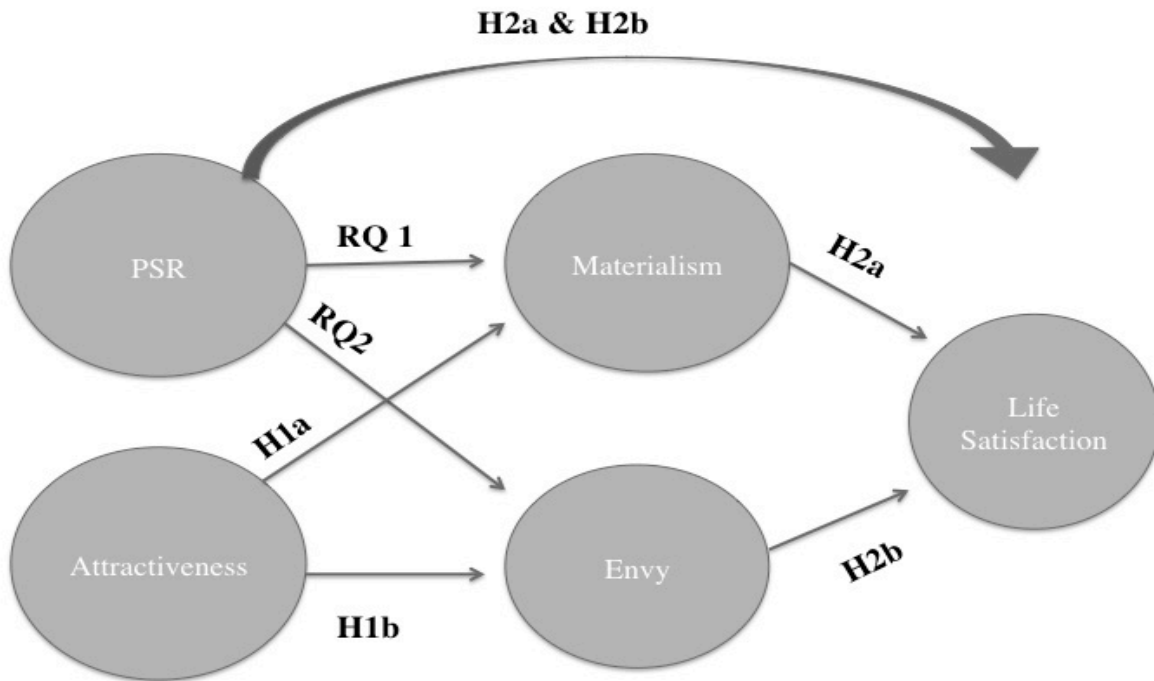 H2a & H2b
PSR
RQ 1
Materialism
H2a
RQ2
H1a
Life
Satisfaction
Attractiveness
Envy
H2b
H1b